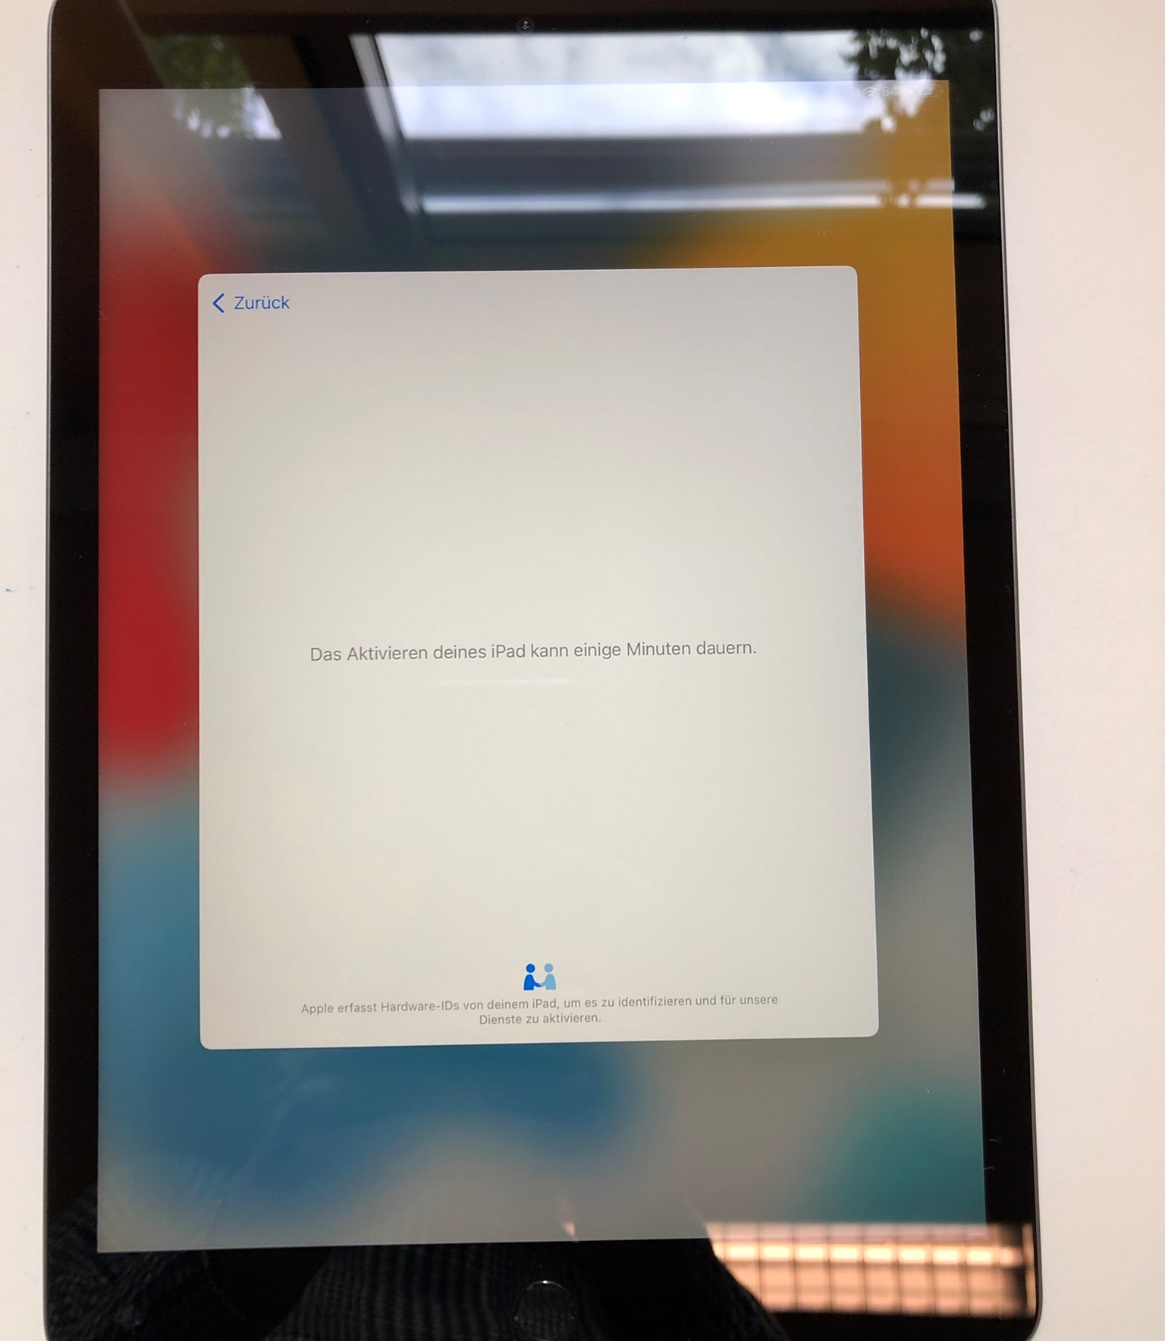 Zurück
Das Aktivieren deines iPad kann einige Minuten dauern.
Apple erfasst Hardware-IDs von deinem iPad, um es zu identifizieren und für unsere
Dienste zu aktivieren.